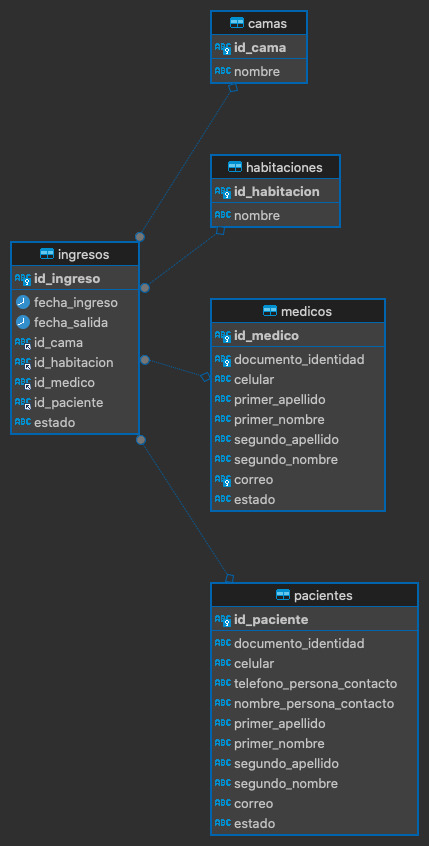 camas
id_cama
nombre
habitaciones
id_habitacion
nombre
ingresos
id_ingreso
fecha_ingreso
fecha_salida
id_cama
id_habitacion
id_medico
id_paciente
estado
medicos
id_medico
documento_identidad
celular
primer_apellido
primer_nombre
segundo_apellido
segundo_nombre
correo
estado
pacientes
id_paciente
documento_identidad
celular
telefono_persona_contacto
nombre_persona_contacto
primer_apellido
primer_nombre
segundo_apellido
segundo_nombre
correo
estado